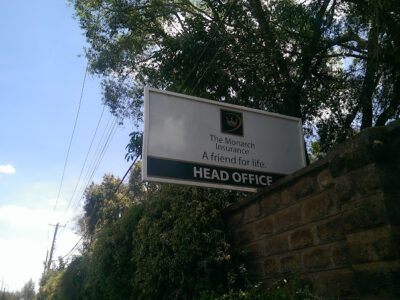 The Monarch
Insurance
A friend for life.
HEAD OFFICE